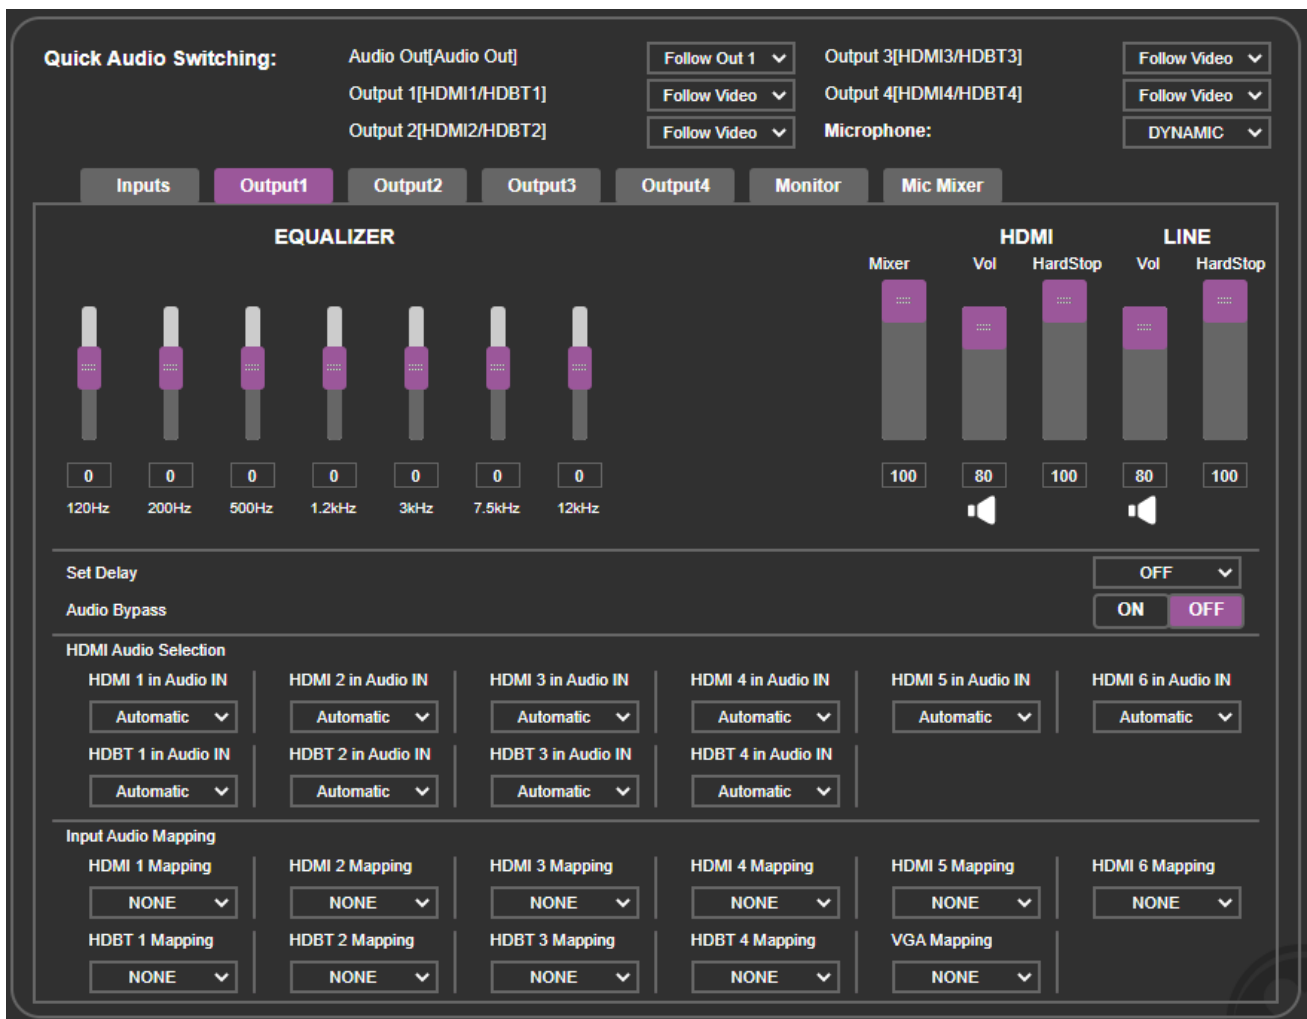 Quick Audio Switching:
Audio Out[Audio Out] Follow Out 1 Output 3[HDMI3/HDBT3] Follow Video
Output 1[HDMI1/HDBT1] Follow Video Output 4[HDMI4/HDBT4] Follow Video
Output 2[HDMI2/HDBT2] Follow Video Microphone: DYNAMIC
Inputs Output1 Output2 Output3 Output4 Monitor Mic Mixer
EQUALIZER HDMI LINE
Mixer Vol HardStop Vol HardStop
0 0 0 0 0 0 0 100 80 100 80 100
120Hz 200Hz 500Hz 1.2kHz 3kHz 7.5kHz 12kHz
Set Delay OFF
Audio Bypass ON OFF
HDMI Audio Selection
HDMI 1 in Audio IN HDMI 2 in Audio IN HDMI 3 in Audio IN HDMI 4 in Audio IN HDMI 5 in Audio IN HDMI 6 in Audio IN
Automatic Automatic Automatic Automatic Automatic Automatic
HDBT 1 in Audio IN HDBT 2 in Audio IN HDBT 3 in Audio IN HDBT 4 in Audio IN
Automatic Automatic Automatic Automatic
Input Audio Mapping
HDMI 1 Mapping HDMI 2 Mapping HDMI 3 Mapping HDMI 4 Mapping HDMI 5 Mapping HDMI 6 Mapping
NONE NONE NONE NONE NONE NONE
HDBT 1 Mapping HDBT 2 Mapping HDBT 3 Mapping HDBT 4 Mapping VGA Mapping
NONE NONE NONE NONE NONE